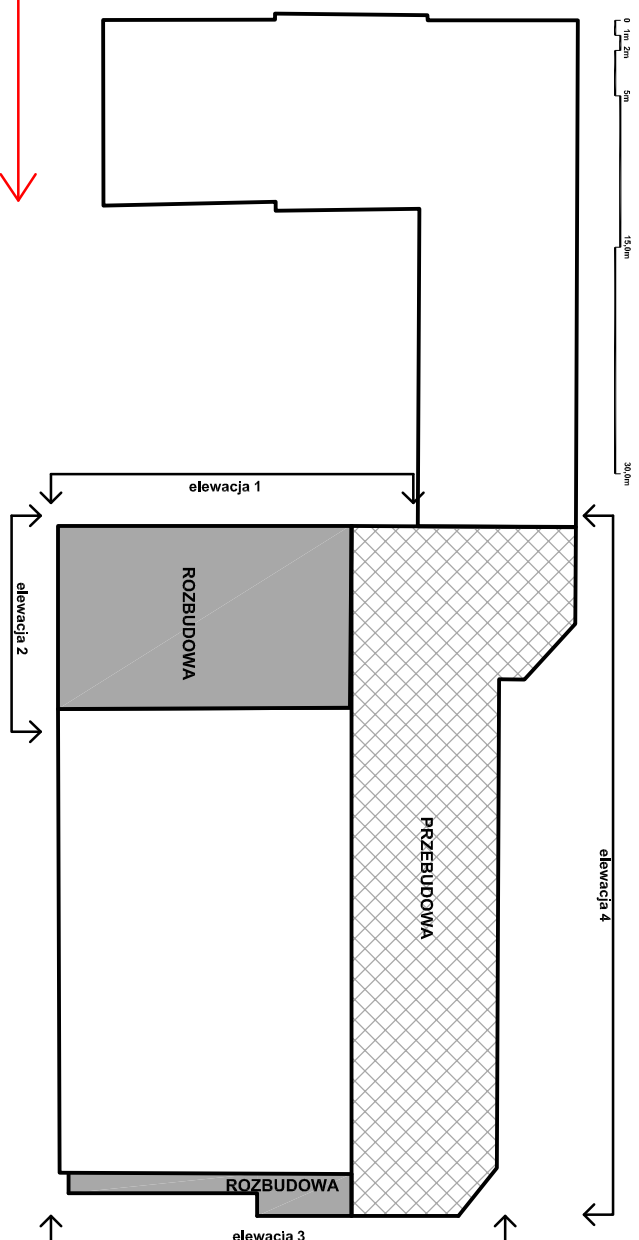 0 1m 2m 5m 15,0m 30,0m
elewacja 1
ROZBUDOWA
elewacja 2
PRZEBUDOWA
elewacja 4
ROZBUDOWA
elewacja 3